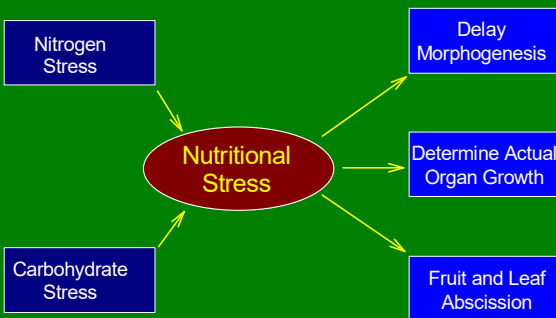 Nitrogen
Stress
Delay
Morphogenesis
Nutritional
Stress
Determine Actual
Organ Growth
Carbohydrate
Stress
Fruit and Leaf
Abscission